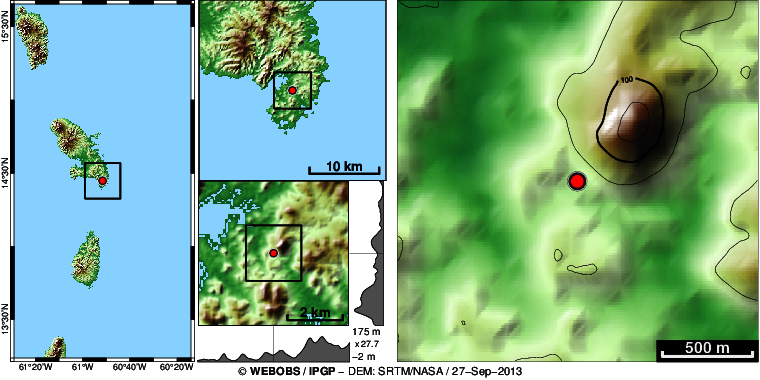 15°30'N
14°30'N
13°30'N
61°20'W 61°W 60°40'W 60°20'W
10 km
2 km
175 m
x27.7
−2 m
100
500 m
© WEBOBS / IPGP − DEM: SRTM/NASA / 27−Sep−2013